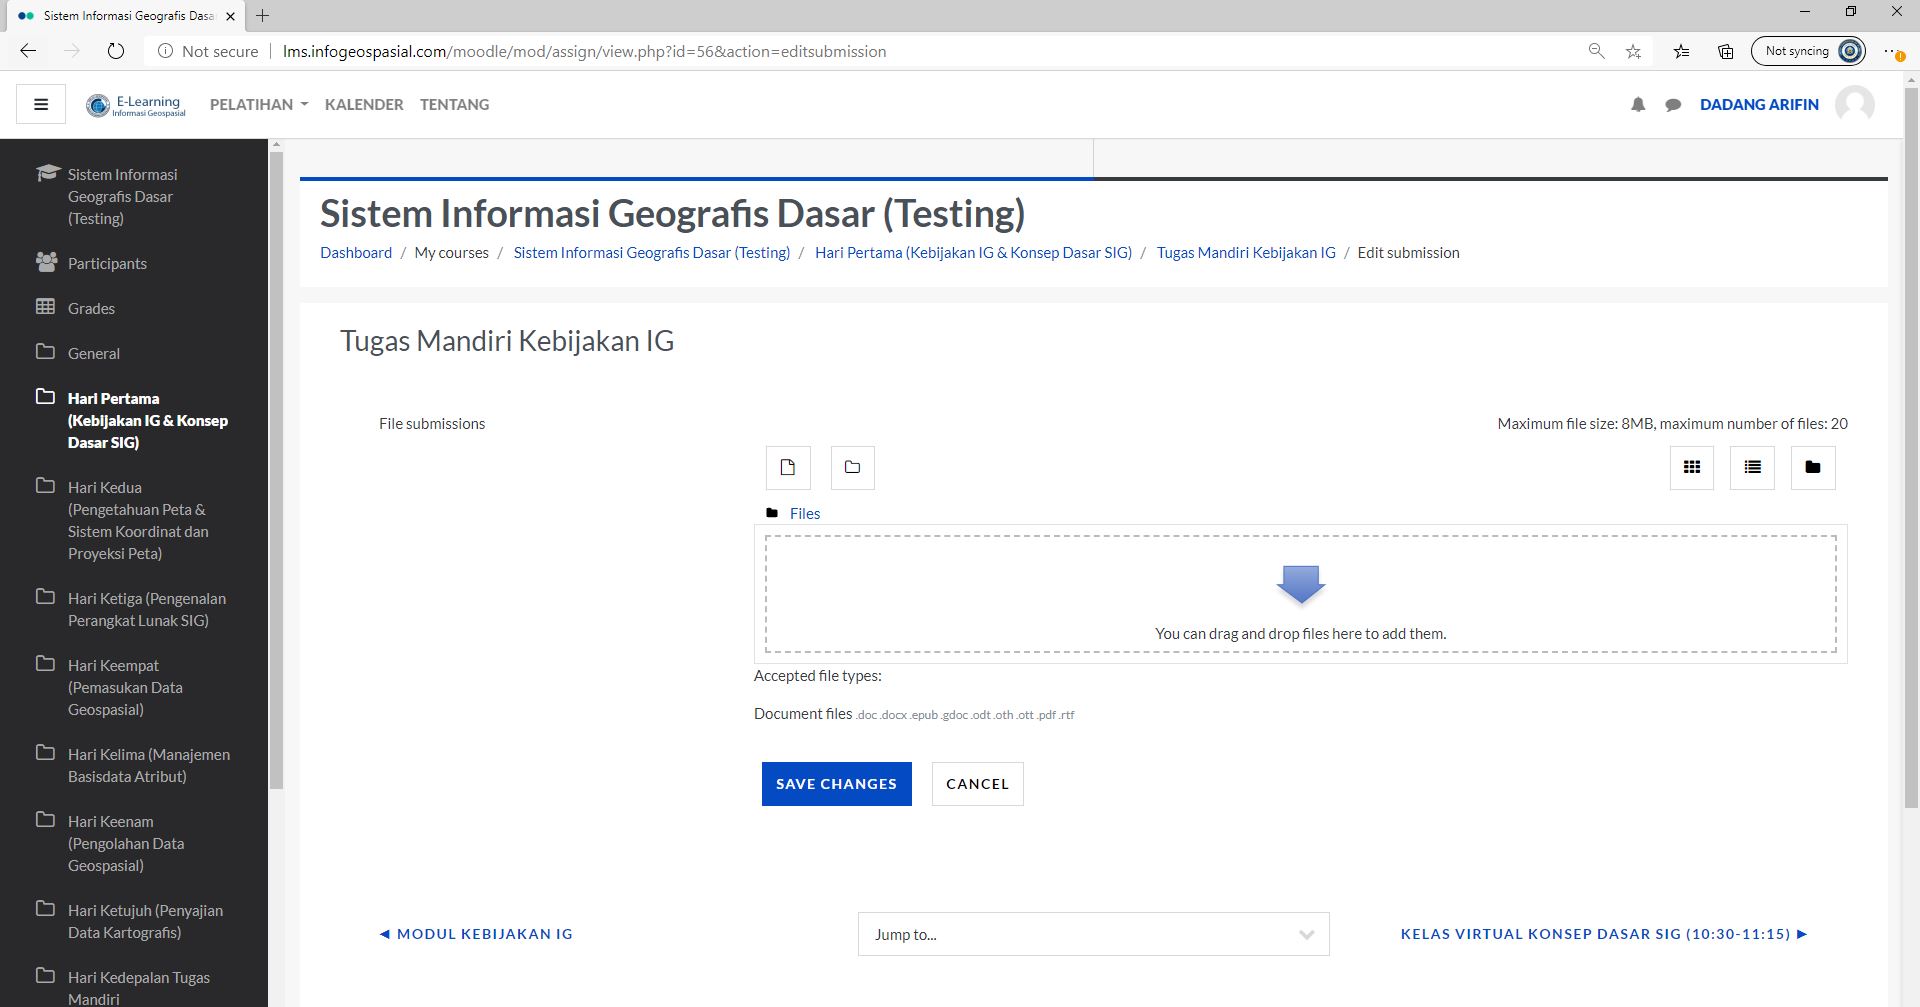 Sistem Informasi Geografis Dasa
Not secure
lms.infogeospasial.com/moodle/mod/assign/view.php?id=56&action=editsubmission
Not syncing
E-Learning
Informasi Geospasial
PELATIHAN
KALENDER
TENTANG
DADANG ARIFIN
Sistem Informasi
Geografis Dasar
(Testing)
Participants
Grades
General
Hari Pertama
(Kebijakan IG & Konsep
Dasar SIG)
Hari Kedua
(Pengetahuan Peta &
Sistem Koordinat dan
Proyeksi Peta)
Hari Ketiga (Pengenalan
Perangkat Lunak SIG)
Hari Keempat
(Pemasukan Data
Geospasial)
Hari Kelima (Manajemen
Basisdata Atribut)
Hari Keenam
(Pengolahan Data
Geospasial)
Hari Ketujuh (Penyajian
Data Kartografis)
Hari Kedepalan Tugas
Mandiri
Sistem Informasi Geografis Dasar (Testing)
Dashboard / My courses / Sistem Informasi Geografis Dasar (Testing) / Hari Pertama (Kebijakan IG & Konsep Dasar SIG) / Tugas Mandiri Kebijakan IG / Edit submission
Tugas Mandiri Kebijakan IG
File submissions
Maximum file size: 8MB, maximum number of files: 20
Files
You can drag and drop files here to add them.
Accepted file types:
Document files .doc .docx .epub .gdoc .odt .oth .ott .pdf .rtf
SAVE CHANGES
CANCEL
◄ MODUL KEBIJAKAN IG
Jump to...
KELAS VIRTUAL KONSEP DASAR SIG (10:30-11:15) ►